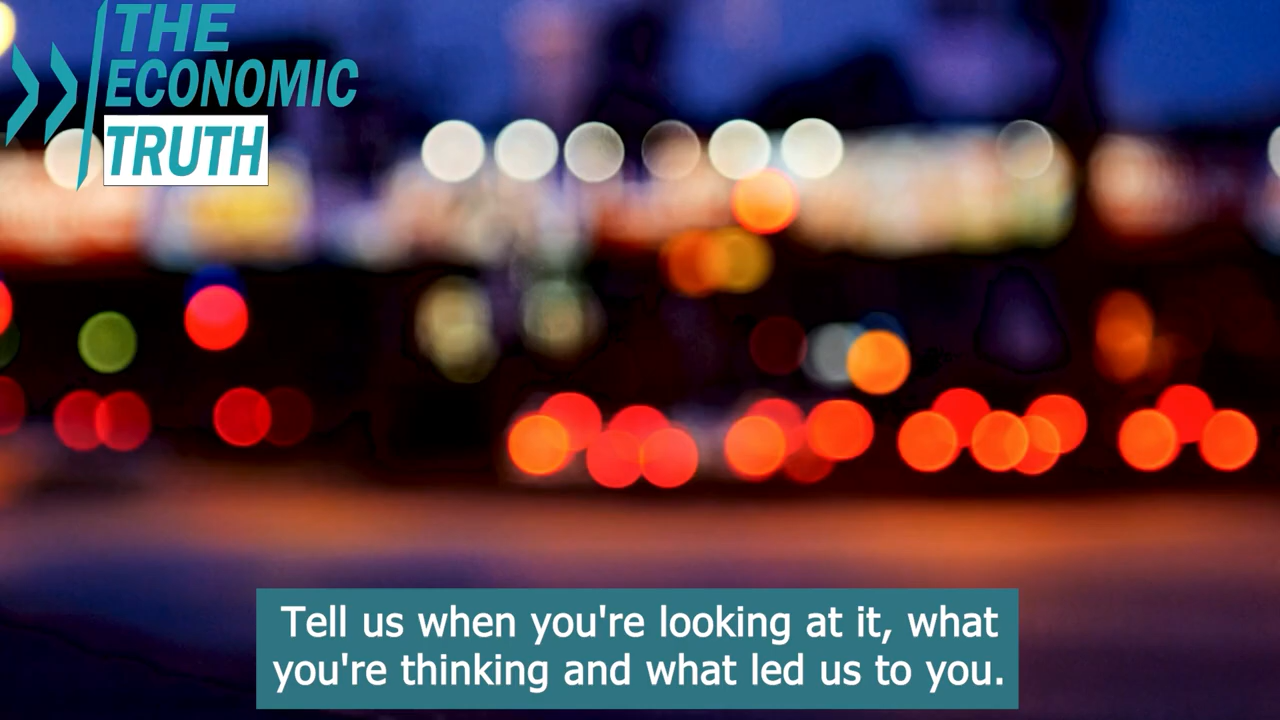 THE
ECONOMIC
TRUTH
Tell us when you're looking at it, what
you're thinking and what led us to you.